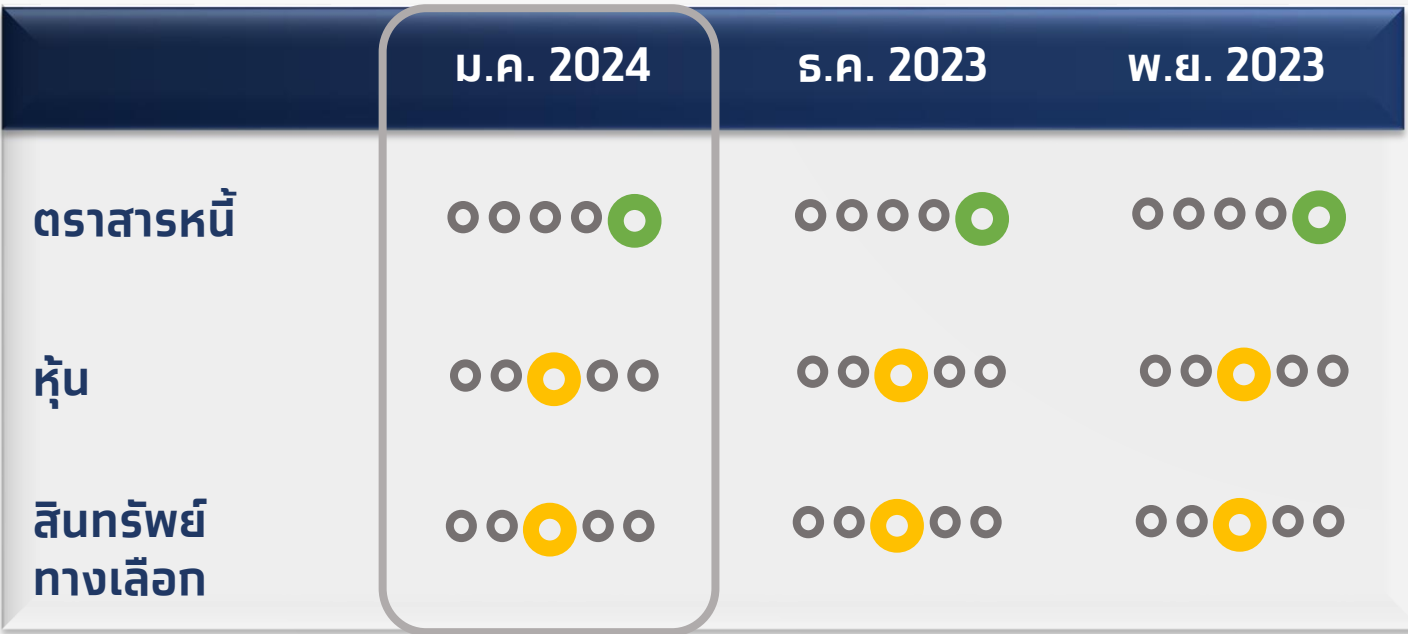 ม.ค. 2024 ธ.ค. 2023 พ.ย. 2023
ตราสารหนี้
หุ้น
สินทรัพย์
ทางเลือก